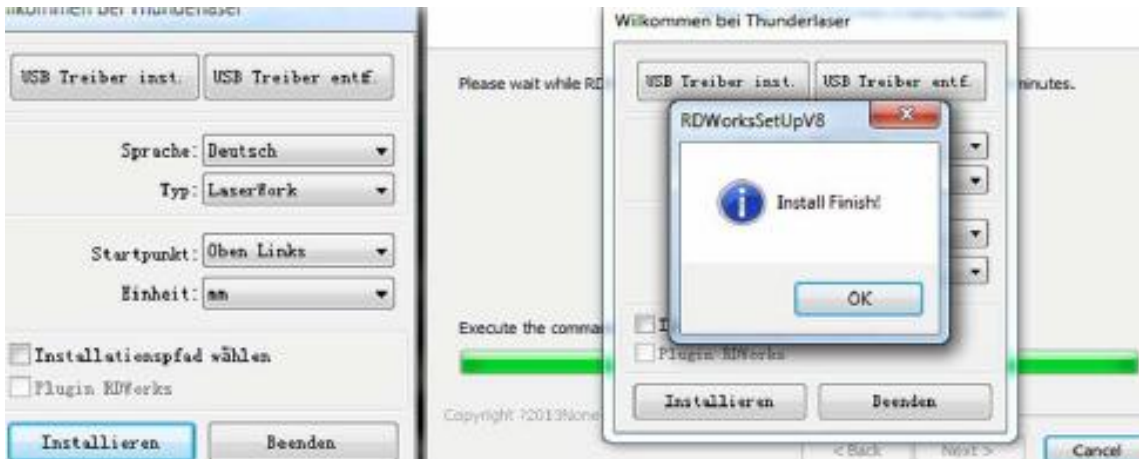 Willkommen bei Thunderlaser
USB Treiber inst.
USB Treiber entf.
Sprache: Deutsch
Typ: LaserWork
Startpunkt: Oben Links
Einheit: mm
Installationspfad wählen
Plugin RDWorks
Installieren
Beenden
Please wait while RD
minutes.
Execute the comma
Copyright ?2013None
< Back
Next >
Cancel
Willkommen bei Thunderlaser
USB Treiber inst.
USB Treiber entf.
RDWorksSetUpV8
Install Finish!
OK
I
Plugin RDWorks
Installieren
Beenden